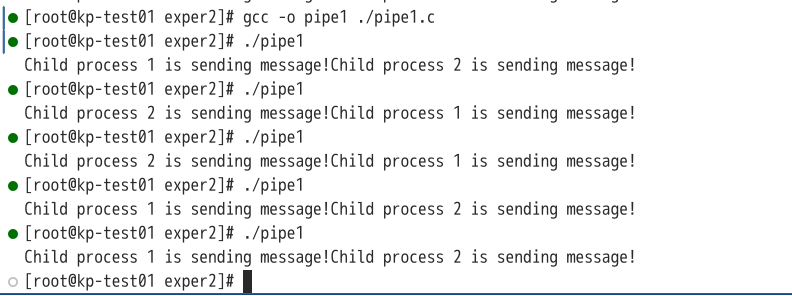 [root@kp-test01 exper2]# gcc -o pipe1 ./pipe1.c
[root@kp-test01 exper2]# ./pipe1
Child process 1 is sending message!Child process 2 is sending message!
[root@kp-test01 exper2]# ./pipe1
Child process 2 is sending message!Child process 1 is sending message!
[root@kp-test01 exper2]# ./pipe1
Child process 2 is sending message!Child process 1 is sending message!
[root@kp-test01 exper2]# ./pipe1
Child process 1 is sending message!Child process 2 is sending message!
[root@kp-test01 exper2]# ./pipe1
Child process 1 is sending message!Child process 2 is sending message!
[root@kp-test01 exper2]#